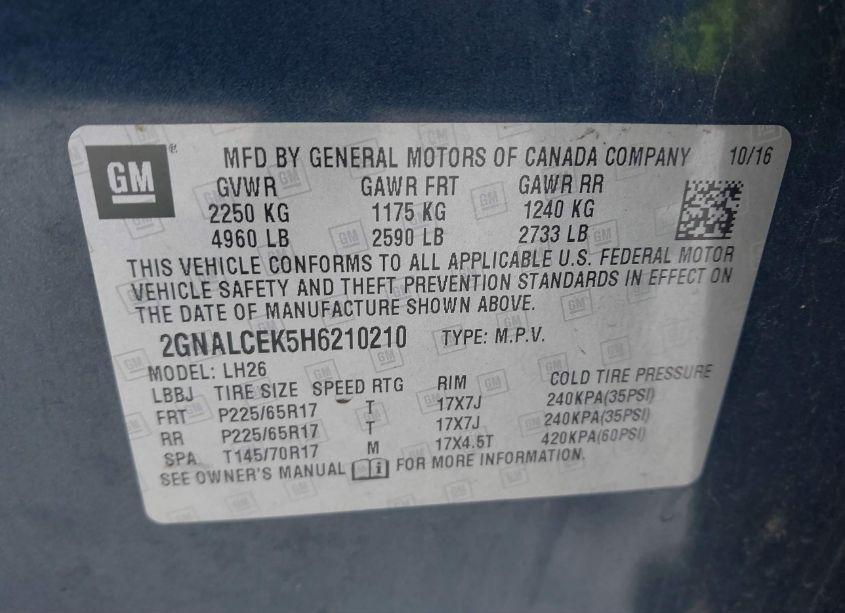 GM® MFD BY GENERAL MOTORS OF CANADA COMPANY 10/16
GVWR GAWR FRT GAWR RR
2250 KG 1175 KG 1240 KG
4960 LB 2590 LB 2733 LB
THIS VEHICLE CONFORMS TO ALL APPLICABLE U.S. FEDERAL MOTOR
VEHICLE SAFETY AND THEFT PREVENTION STANDARDS IN EFFECT ON
THE DATE OF MANUFACTURE SHOWN ABOVE.
2GNALCEK5H6210210 TYPE: M.P.V.
MODEL: LH26
LBBJ TIRE SIZE SPEED RTG RIM COLD TIRE PRESSURE
FRT P225/65R17 T 17X7J 240KPA(35PSI)
RR P225/65R17 T 17X7J 240KPA(35PSI)
SPA T145/70R17 M 17X4.5T 420KPA(60PSI)
SEE OWNER'S MANUAL FOR MORE INFORMATION.